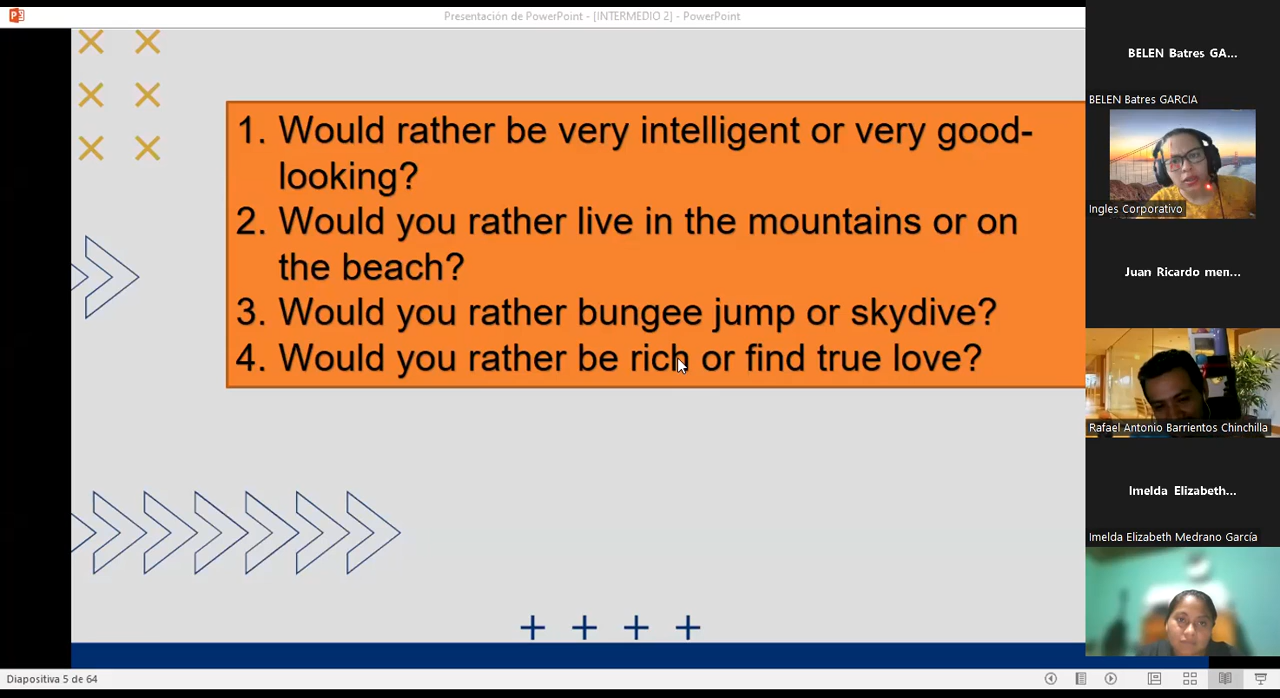 Presentación de PowerPoint - [INTERMEDIO 2] - PowerPoint
1. Would rather be very intelligent or very good-
looking?
2. Would you rather live in the mountains or on
the beach?
3. Would you rather bungee jump or skydive?
4. Would you rather be rich or find true love?
BELEN Batres GA...
BELEN Batres GARCIA
Ingles Corporativo
Juan Ricardo men...
Rafael Antonio Barrientos Chinchilla
Imelda Elizabeth...
Imelda Elizabeth Medrano García
Diapositiva 5 de 64